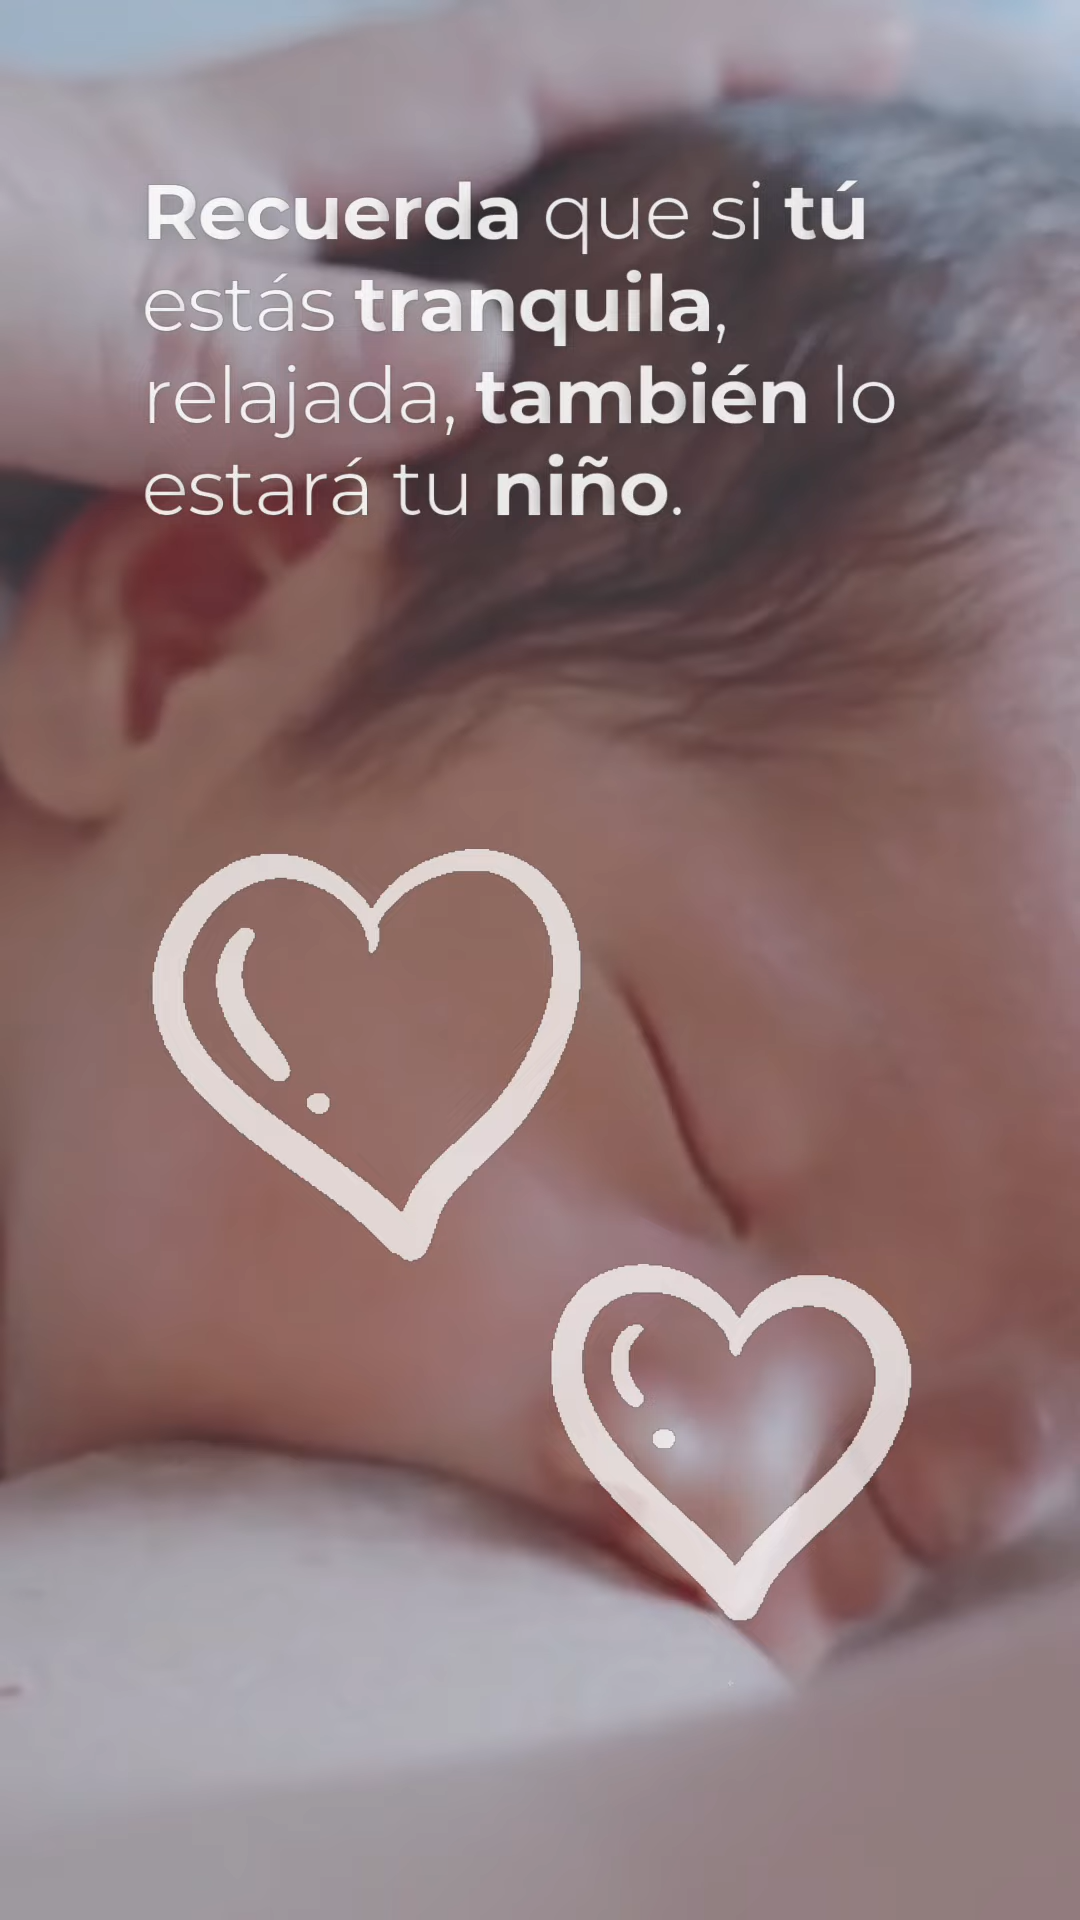 Recuerda que si tú
estás tranquila,
relajada, también lo
estará tu niño.